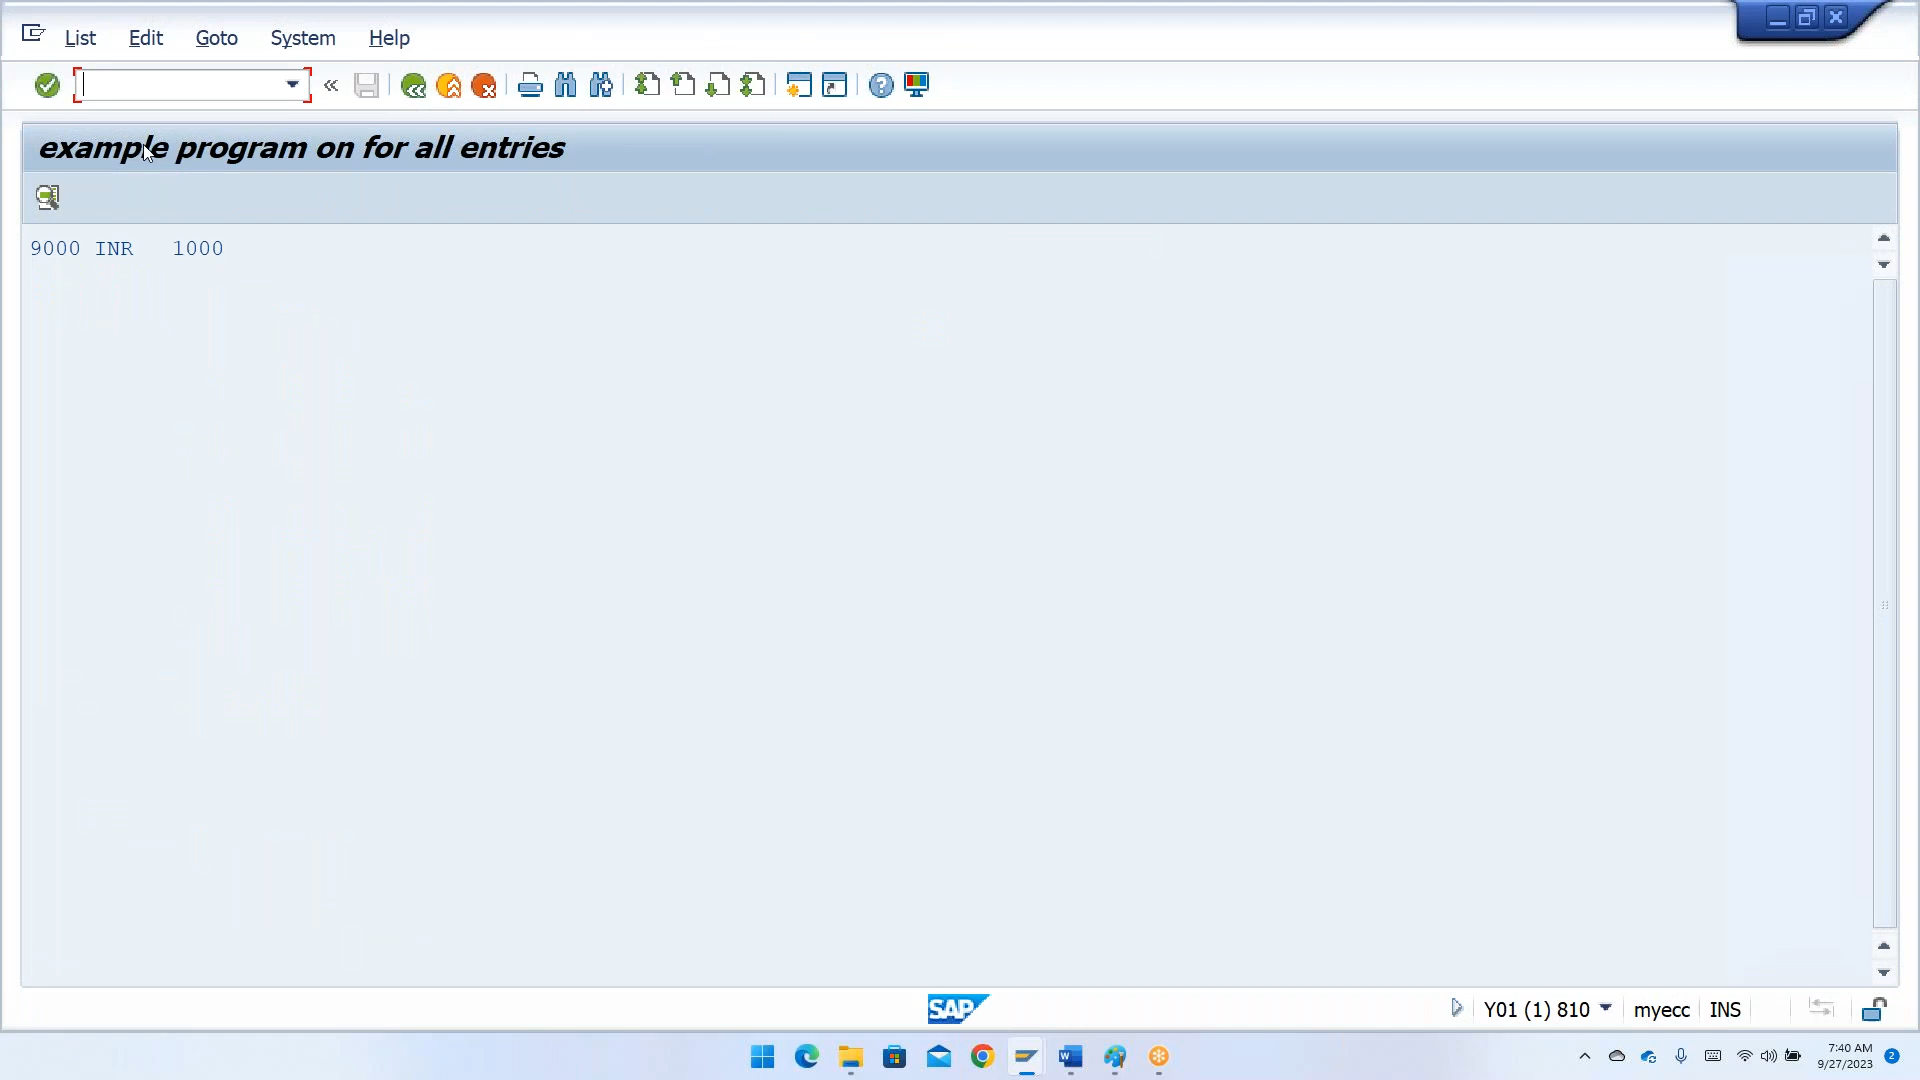 List Edit Goto System Help
example program on for all entries
9000 INR 1000
SAP
Y01 (1) 810 myecc INS
7:40 AM
9/27/2023
2